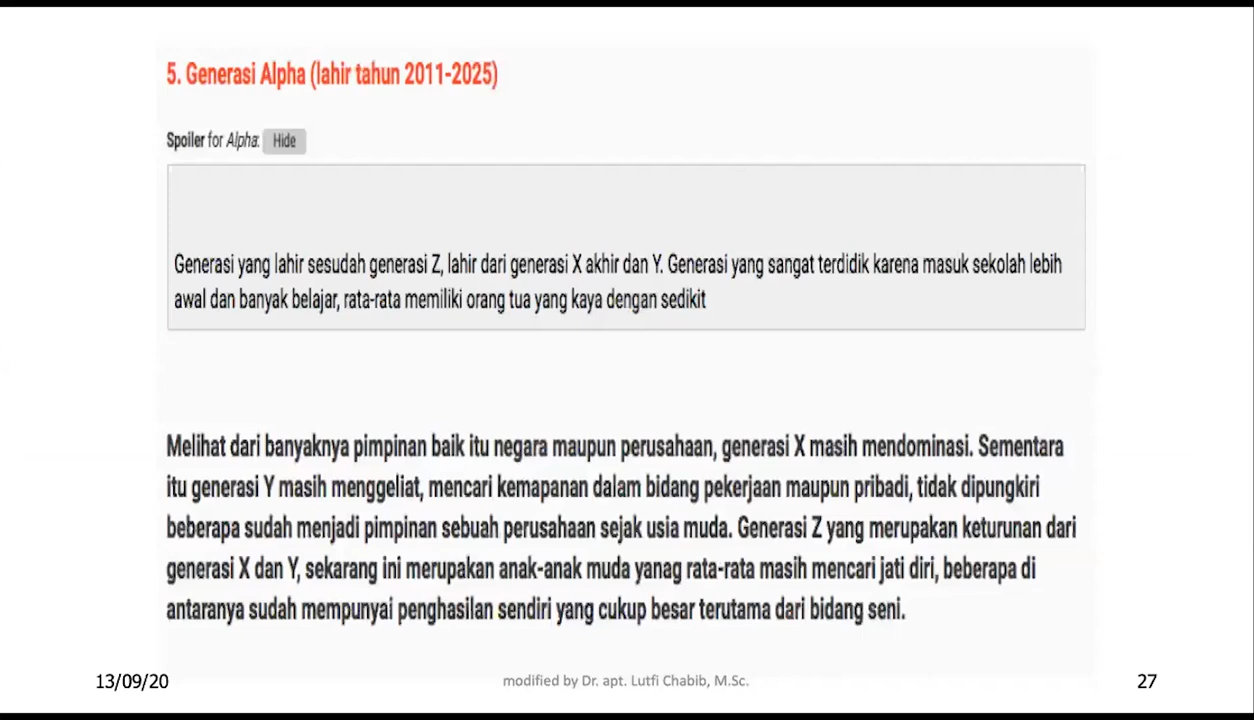 5. Generasi Alpha (lahir tahun 2011-2025)
Spoiler for Alpha: Hide
Generasi yang lahir sesudah generasi Z, lahir dari generasi X akhir dan Y. Generasi yang sangat terdidik karena masuk sekolah lebih
awal dan banyak belajar, rata-rata memiliki orang tua yang kaya dengan sedikit
Melihat dari banyaknya pimpinan baik itu negara maupun perusahaan, generasi X masih mendominasi. Sementara
itu generasi Y masih menggeliat, mencari kemapanan dalam bidang pekerjaan maupun pribadi, tidak dipungkiri
beberapa sudah menjadi pimpinan sebuah perusahaan sejak usia muda. Generasi Z yang merupakan keturunan dari
generasi X dan Y, sekarang ini merupakan anak-anak muda yanag rata-rata masih mencari jati diri, beberapa di
antaranya sudah mempunyai penghasilan sendiri yang cukup besar terutama dari bidang seni.
13/09/20
modified by Dr. apt. Lutfi Chabib, M.Sc.
27